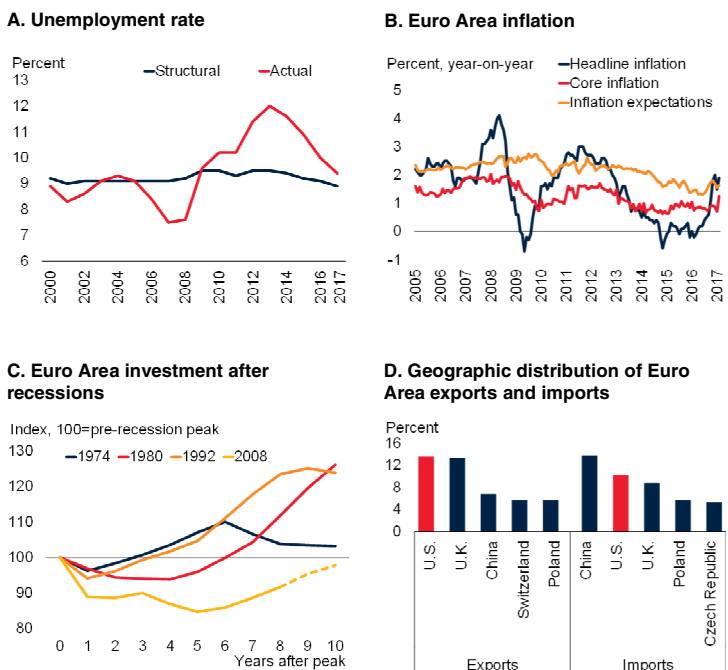 A. Unemployment rate
Percent
Structural Actual
13
12
11
10
9
8
7
6
2000 2002 2004 2006 2008 2010 2012 2014 2016 2017
B. Euro Area inflation
Percent, year-on-year
Headline inflation
Core inflation
Inflation expectations
5
4
3
2
1
0
-1
2005 2006 2007 2008 2009 2010 2011 2012 2013 2014 2015 2016 2017
C. Euro Area investment after
recessions
Index, 100=pre-recession peak
130
1974 1980 1992 2008
120
110
100
90
80
0 1 2 3 4 5 6 7 8 9 10
Years after peak
D. Geographic distribution of Euro
Area exports and imports
Percent
16
12
8
4
0
U.S. U.K. China Switzerland Poland China U.S. U.K. Poland Czech Republic
Exports Imports